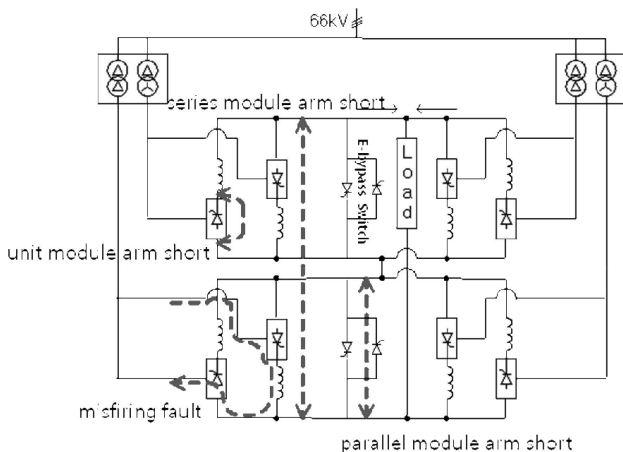 66kV
series module arm short
E-bypass Switch
Load
unit module arm short
misfiring fault
parallel module arm short